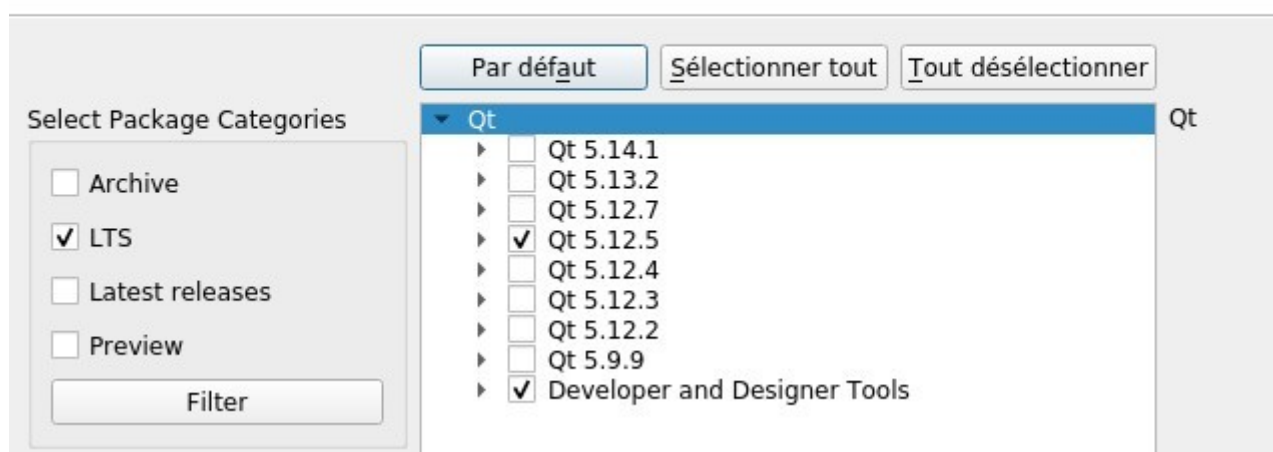 Par défaut
Sélectionner tout
Tout désélectionner
Select Package Categories
Archive
LTS
Latest releases
Preview
Filter
Qt
Qt 5.14.1
Qt 5.13.2
Qt 5.12.7
Qt 5.12.5
Qt 5.12.4
Qt 5.12.3
Qt 5.12.2
Qt 5.9.9
Developer and Designer Tools
Qt